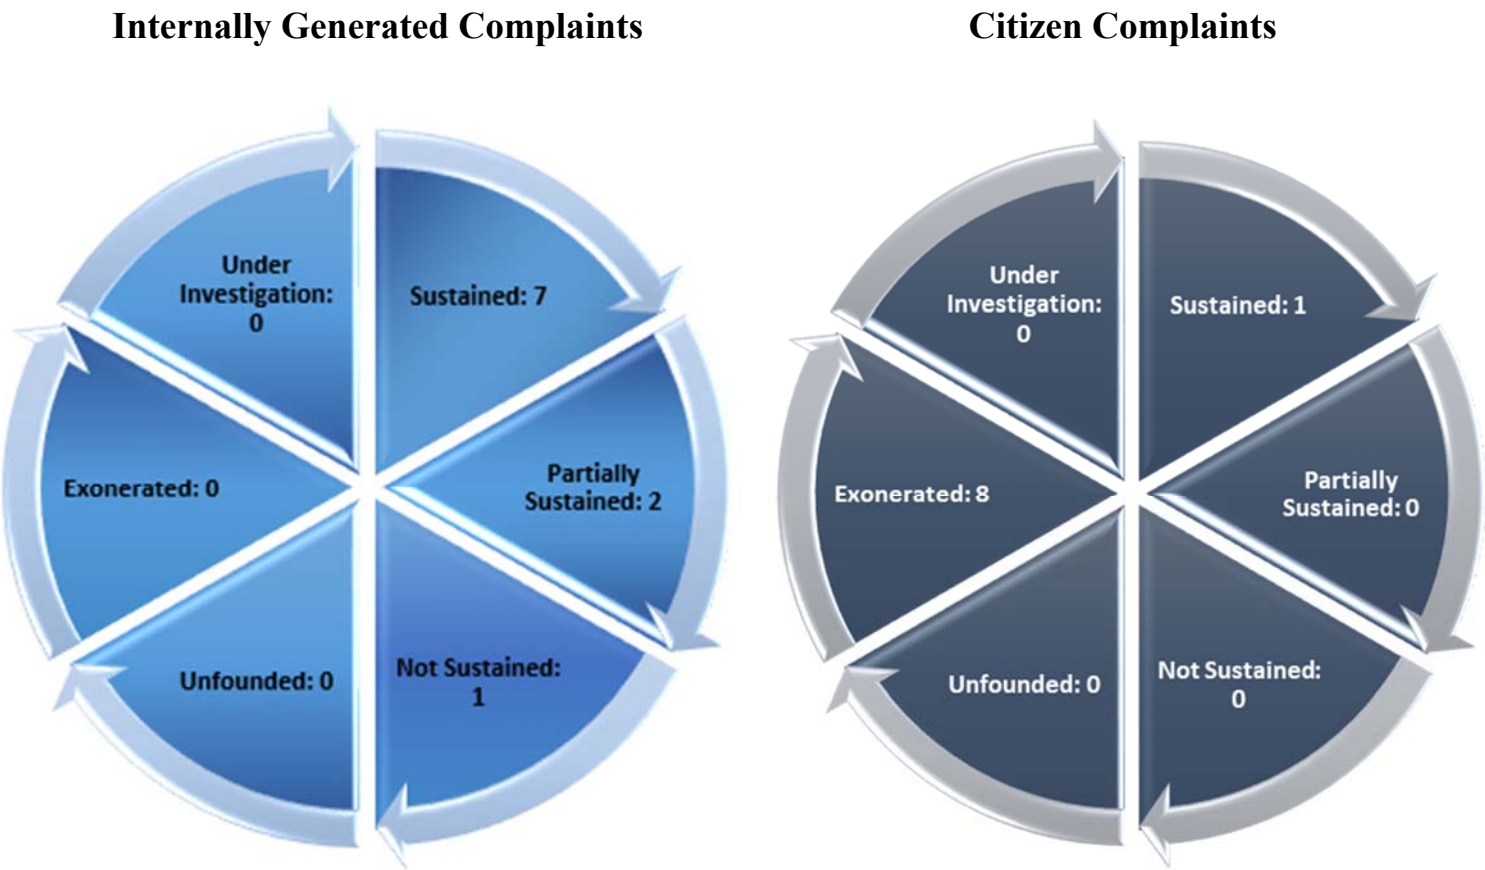 Internally Generated Complaints
Under
Investigation:
0
Sustained: 7
Partially
Sustained: 2
Not Sustained:
1
Unfounded: 0
Exonerated: 0
Citizen Complaints
Under
Investigation:
0
Sustained: 1
Partially
Sustained: 0
Not Sustained:
0
Unfounded: 0
Exonerated: 8